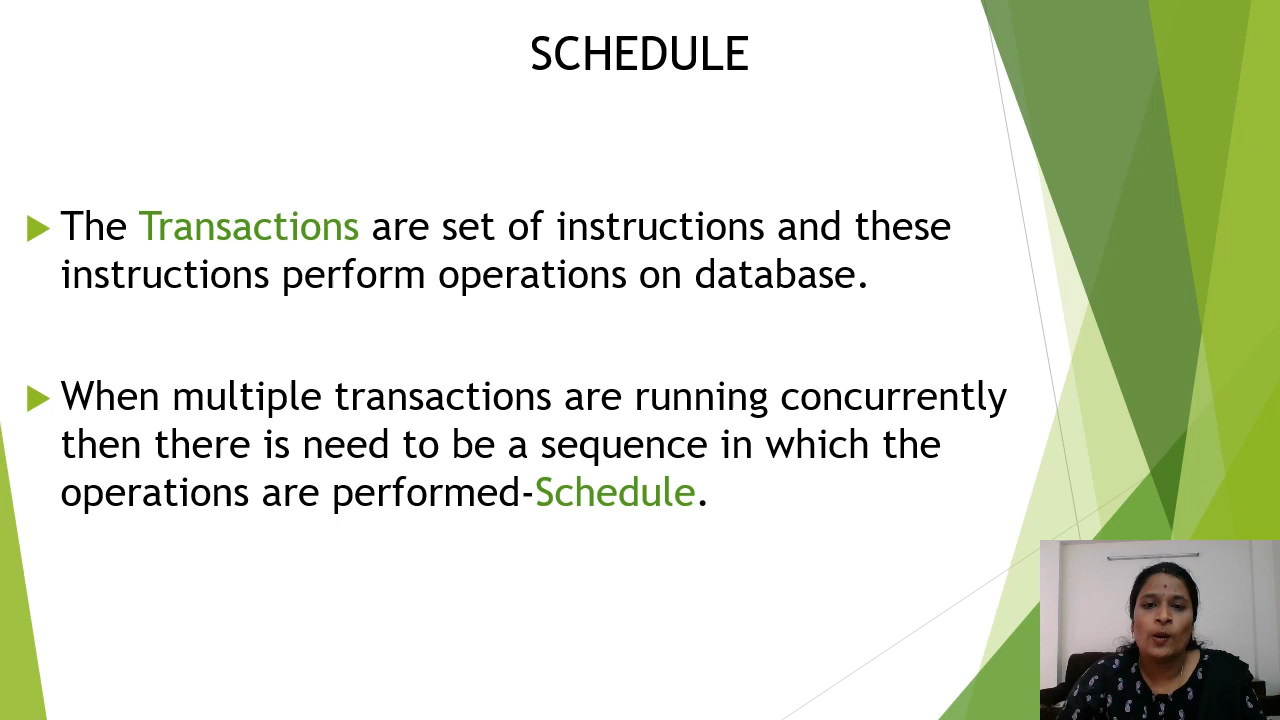 SCHEDULE
The Transactions are set of instructions and these
instructions perform operations on database.
When multiple transactions are running concurrently
then there is need to be a sequence in which the
operations are performed-Schedule.